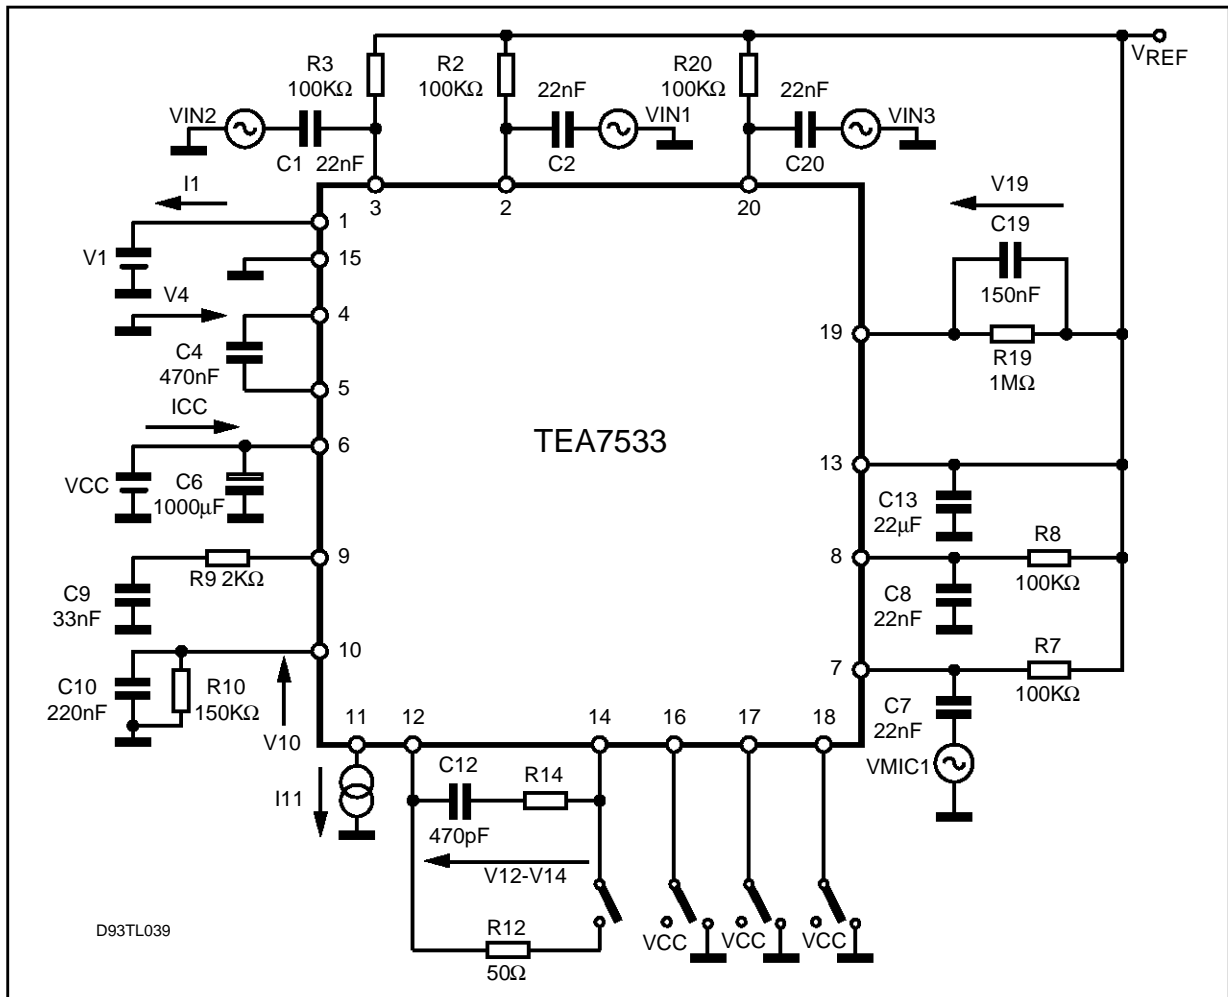 VREF
R3
100KΩ
R2
100KΩ
22nF
R20
100KΩ
22nF
VIN2
VIN1
VIN3
C1
22nF
C2
C20
I1
3
2
20
V19
1
C19
V1
15
150nF
V4
4
19
C4
470nF
R19
1MΩ
5
ICC
TEA7533
6
13
VCC
C6
1000μF
C13
22μF
R8
9
8
R9 2KΩ
100KΩ
C9
33nF
C8
22nF
10
R7
7
C10
220nF
R10
150KΩ
100KΩ
C7
22nF
V10
11
12
14
16
17
18
VMIC1
C12
R14
I11
470pF
V12-V14
D93TL039
R12
50Ω
VCC
VCC
VCC